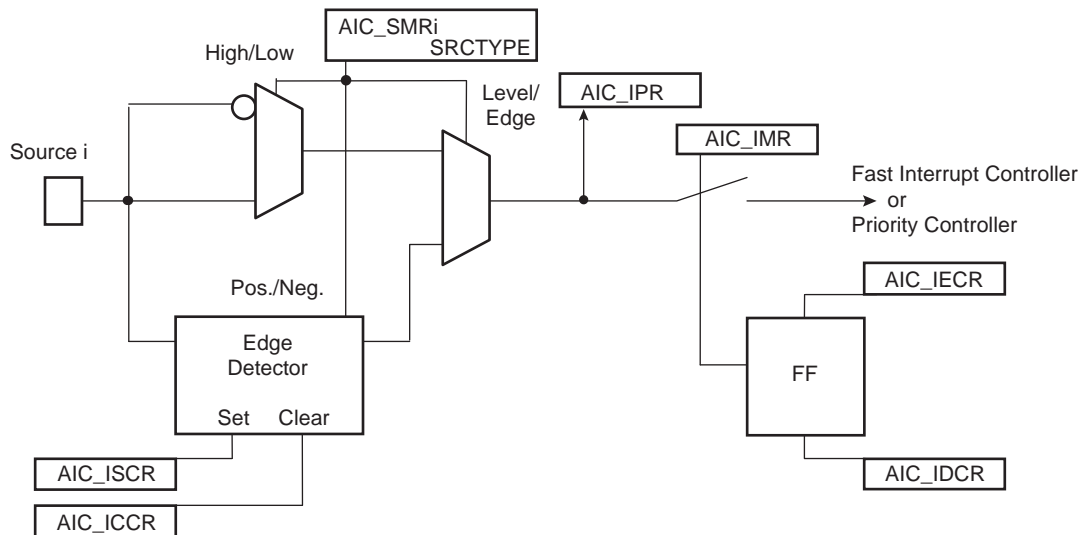 AIC_SMRi
SRCTYPE
High/Low
Level/
Edge
AIC_IPR
AIC_IMR
Source i
Fast Interrupt Controller
or
Priority Controller
Pos./Neg.
AIC_IECR
Edge
Detector
FF
Set Clear
AIC_ISCR
AIC_IDCR
AIC_ICCR